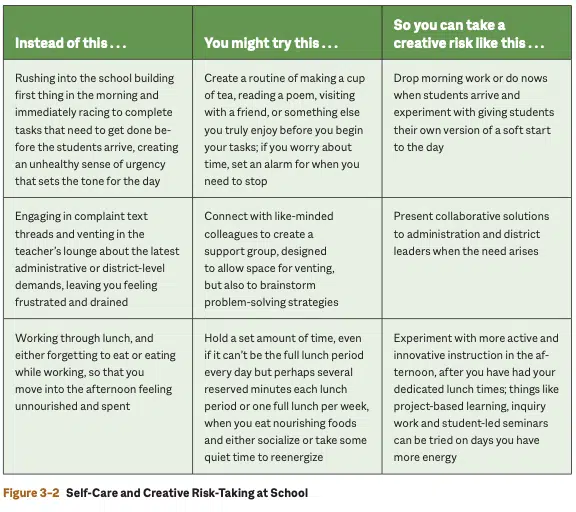 Instead of this . . .
You might try this . . .
So you can take a
creative risk like this . . .
Rushing into the school building
first thing in the morning and
immediately racing to complete
tasks that need to get done be-
fore the students arrive, creating
an unhealthy sense of urgency
that sets the tone for the day
Create a routine of making a cup
of tea, reading a poem, visiting
with a friend, or something else
you truly enjoy before you begin
your tasks; if you worry about
time, set an alarm for when you
need to stop
Drop morning work or do nows
when students arrive and
experiment with giving students
their own version of a soft start
to the day
Engaging in complaint text
threads and venting in the
teacher’s lounge about the latest
administrative or district-level
demands, leaving you feeling
frustrated and drained
Connect with like-minded
colleagues to create a
support group, designed
to allow space for venting,
but also to brainstorm
problem-solving strategies
Present collaborative solutions
to administration and district
leaders when the need arises
Working through lunch, and
either forgetting to eat or eating
while working, so that you
move into the afternoon feeling
unnourished and spent
Hold a set amount of time, even
if it can’t be the full lunch period
every day but perhaps several
reserved minutes each lunch
period or one full lunch per week,
when you eat nourishing foods
and either socialize or take some
quiet time to reenergize
Experiment with more active and
innovative instruction in the af-
ternoon, after you have had your
dedicated lunch times; things like
project-based learning, inquiry
work and student-led seminars
can be tried on days you have
more energy
Figure 3–2 Self-Care and Creative Risk-Taking at School